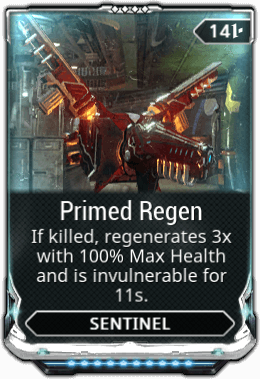 14
Primed Regen
If killed, regenerates 3x
with 100% Max Health
and is invulnerable for
11s.
SENTINEL